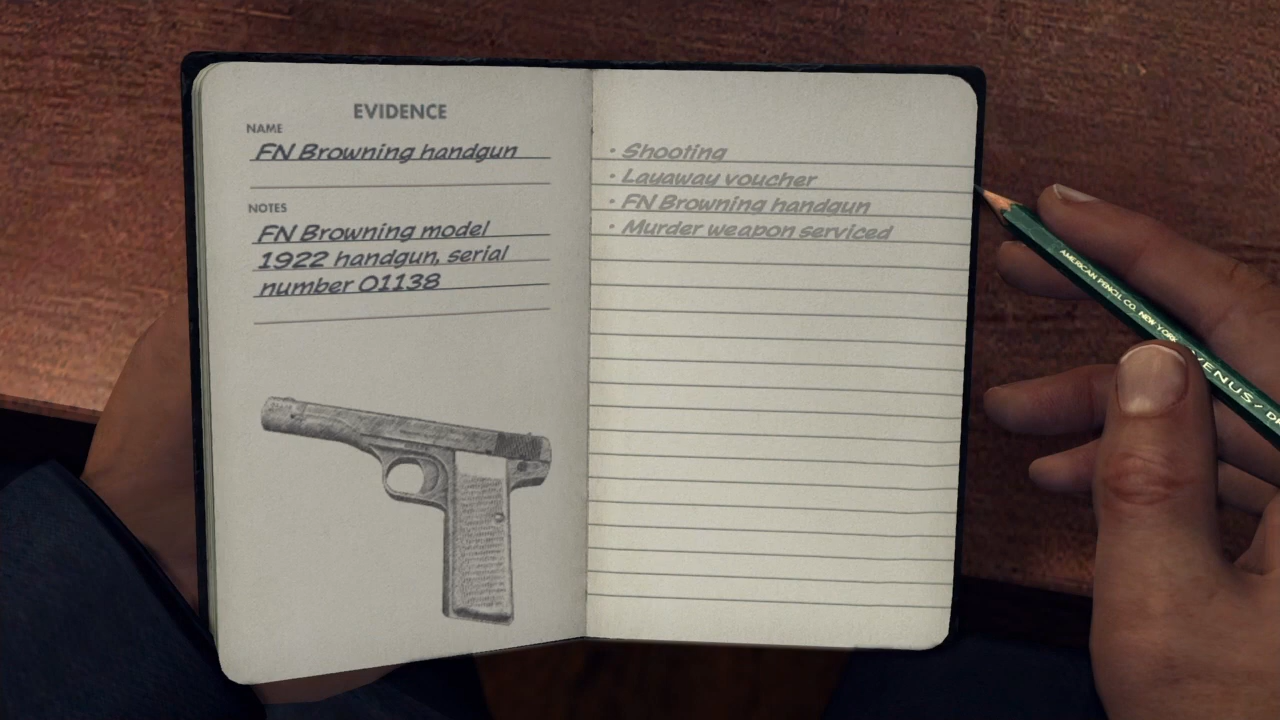 EVIDENCE
NAME
FN Browning handgun
NOTES
FN Browning model
1922 handgun, serial
number 01138
• Shooting
• Layaway voucher
• FN Browning handgun
• Murder weapon serviced
AMERICAN PENCIL CO. NEW YORK
VENUS / DR